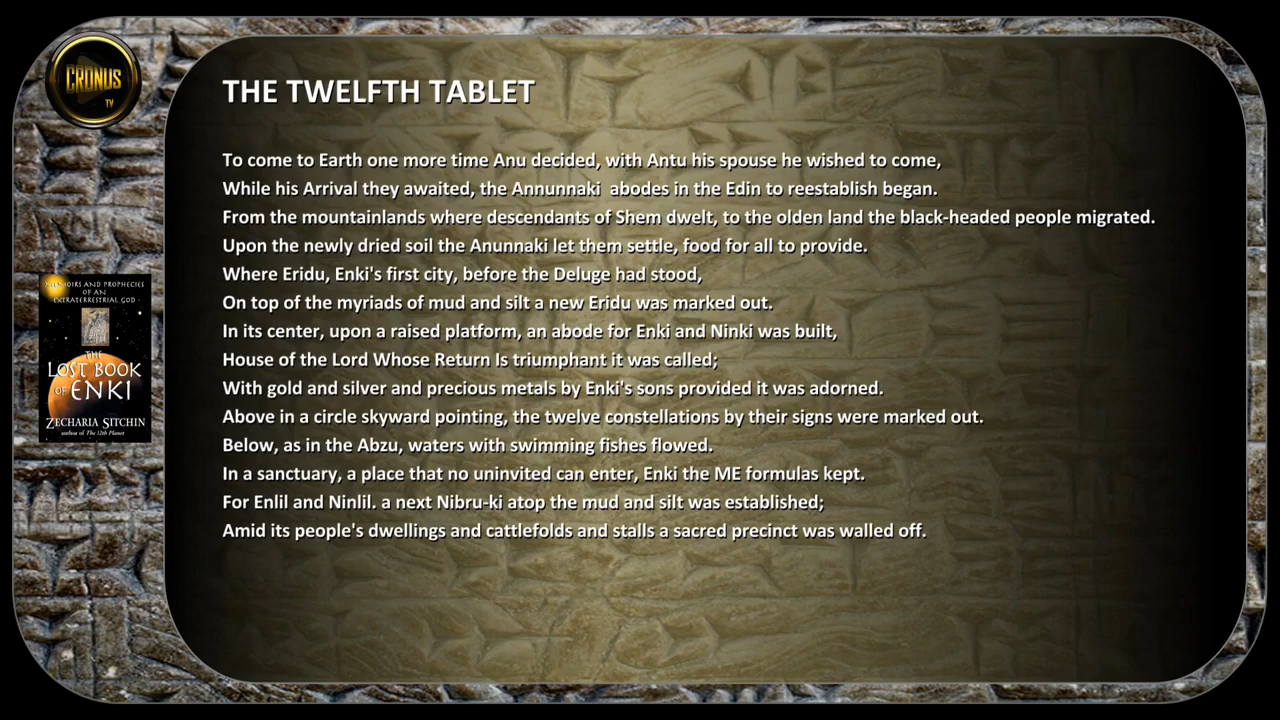 CRONUS
TV
THE TWELFTH TABLET
To come to Earth one more time Anu decided, with Antu his spouse he wished to come,
While his Arrival they awaited, the Annunnaki  abodes in the Edin to reestablish began.
From the mountainlands where descendants of Shem dwelt, to the olden land the black-headed people migrated.
Upon the newly dried soil the Anunnaki let them settle, food for all to provide.
Where Eridu, Enki's first city, before the Deluge had stood,
On top of the myriads of mud and silt a new Eridu was marked out.
In its center, upon a raised platform, an abode for Enki and Ninki was built,
House of the Lord Whose Return Is triumphant it was called;
With gold and silver and precious metals by Enki's sons provided it was adorned.
Above in a circle skyward pointing, the twelve constellations by their signs were marked out.
Below, as in the Abzu, waters with swimming fishes flowed.
In a sanctuary, a place that no uninvited can enter, Enki the ME formulas kept.
For Enlil and Ninlil. a next Nibru-ki atop the mud and silt was established;
Amid its people's dwellings and cattlefolds and stalls a sacred precinct was walled off.
MEMOIRS AND PROPHECIES
OF AN
EXTRATERRESTRIAL GOD
THE
LOST BOOK
OF ENKI
ZECHARIA SITCHIN
author of The 12th Planet